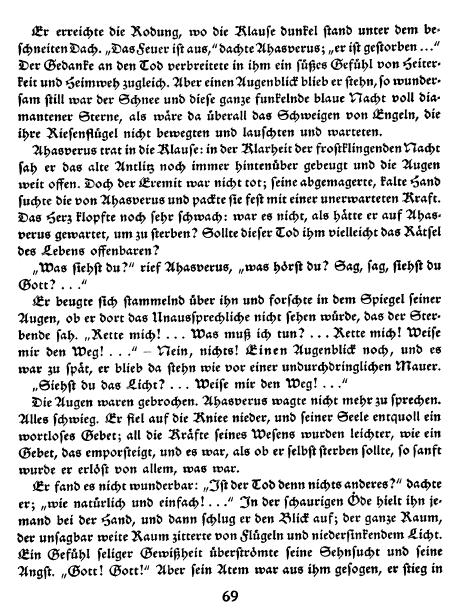 Er erreichte die Rodung, wo die Klause dunkel stand unter dem be-
schneiten Dach. „Das Feuer ist aus,“ dachte Ahasverus; „er ist gestorben ...“
Der Gedanke an den Tod verbreitete in ihm ein süßes Gefühl von Heiter-
keit und Heimweh zugleich. Aber einen Augenblick blieb er stehn, so wunder-
sam still war der Schnee und diese ganze funkelnde blaue Nacht voll dia-
mantener Sterne, als wäre da überall das Schweigen von Engeln, die
ihre Riesenflügel nicht bewegten und lauschten und warteten.
Ahasverus trat in die Klause: in der Klarheit der frostklingenden Nacht
sah er das alte Antlitz noch immer hintenüber gebeugt und die Augen
weit offen. Doch der Eremit war nicht tot; seine abgemagerte, kalte Hand
suchte die von Ahasverus und packte sie fest mit einer unerwarteten Kraft.
Das Herz klopfte noch sehr schwach: war es nicht, als hätte er auf Ahas-
verus gewartet, um zu sterben? Sollte dieser Tod ihm vielleicht das Rätsel
des Lebens offenbaren?
„Was siehst du?“ rief Ahasverus, „was hörst du? Sag, sag, siehst du
Gott? . . .“
Er beugte sich stammelnd über ihn und forschte in dem Spiegel seiner
Augen, ob er dort das Unaussprechliche nicht sehen würde, das der Ster-
bende sah. „Rette mich! . . . Was muß ich tun? . . . Rette mich! Weise
mir den Weg! . . .“ – Nein, nichts! Einen Augenblick noch, und es
war zu spät, er blieb da stehn wie vor einer undurchdringlichen Mauer.
„Siehst du das Licht? . . . Weise mir den Weg! . . .“
Die Augen waren gebrochen. Ahasverus wagte nicht mehr zu sprechen.
Alles schwieg. Er fiel auf die Kniee nieder, und seiner Seele entquoll ein
wortloses Gebet; all die Kräfte seines Wesens wurden leichter, wie ein
Gebet, das emporsteigt, und es war, als ob er selbst sterben sollte, so sanft
wurde er erlöst von allem, was war.
Er fand es nicht wunderbar: „Ist der Tod denn nichts anderes?“ dachte
er; „wie natürlich und einfach! . . .“ In der schaurigen Öde hielt ihn je-
mand bei der Hand, und dann schlug er den Blick auf; der ganze Raum,
der unsagbar weite Raum zitterte von Flügeln und niedersinkendem Licht.
Ein Gefühl seliger Gewißheit überströmte seine Sehnsucht und seine
Angst. „Gott! Gott!“ Aber sein Atem war aus ihm gesogen, er stieg in
69